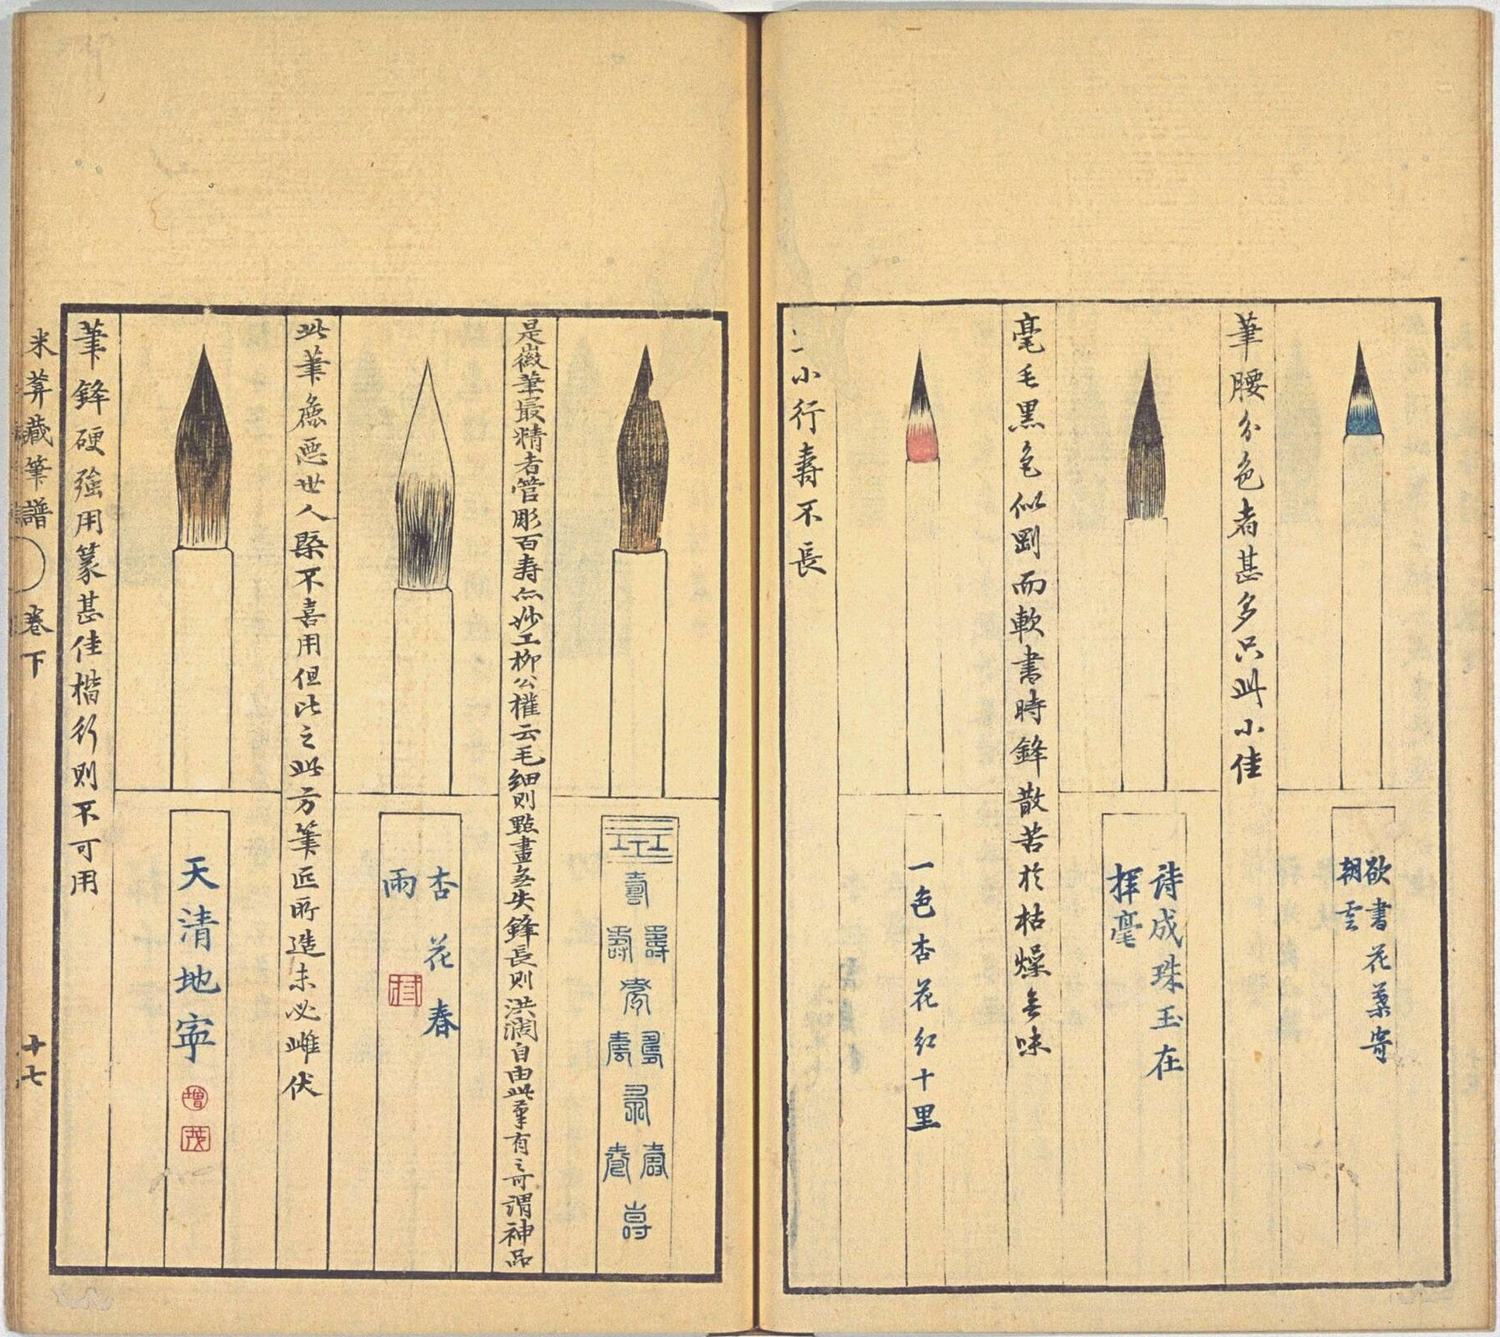 筆腰分色者甚多只此小佳
欲書花葉寄
朝雲
毫毛黑色似剛而軟書時鋒散苦於枯燥無味
詩成珠玉在
揮毫
小行壽不長
一色杏花紅十里
是徽筆最精者管彫百壽亦妙工柳公權云毛細則點畫無失鋒長則洪潤自由此筆有之可謂神品
此筆麁惡世人槩不喜用但比之此方筆匠所造未必雌伏
杏花春
雨
筆鋒硬強用篆甚佳楷行則不可用
天清地寧
米葊藏筆譜 卷下 十七